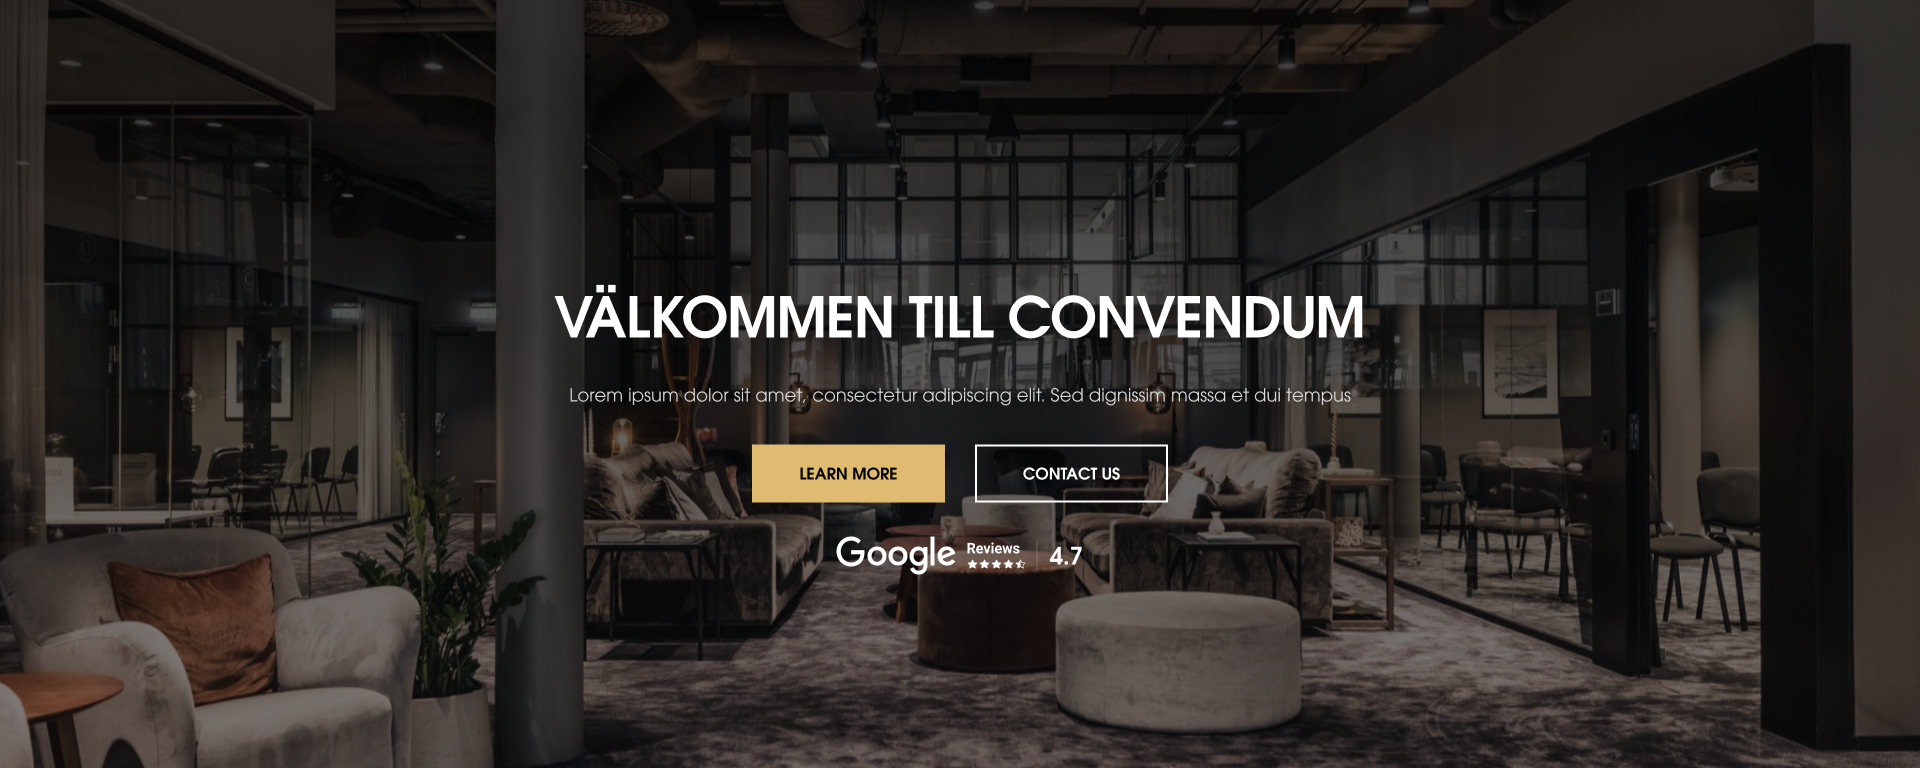 VÄLKOMMEN TILL CONVENDUM
Lorem ipsum dolor sit amet, consectetur adipiscing elit. Sed dignissim massa et dui tempus
LEARN MORE
CONTACT US
Google
Reviews
4.7